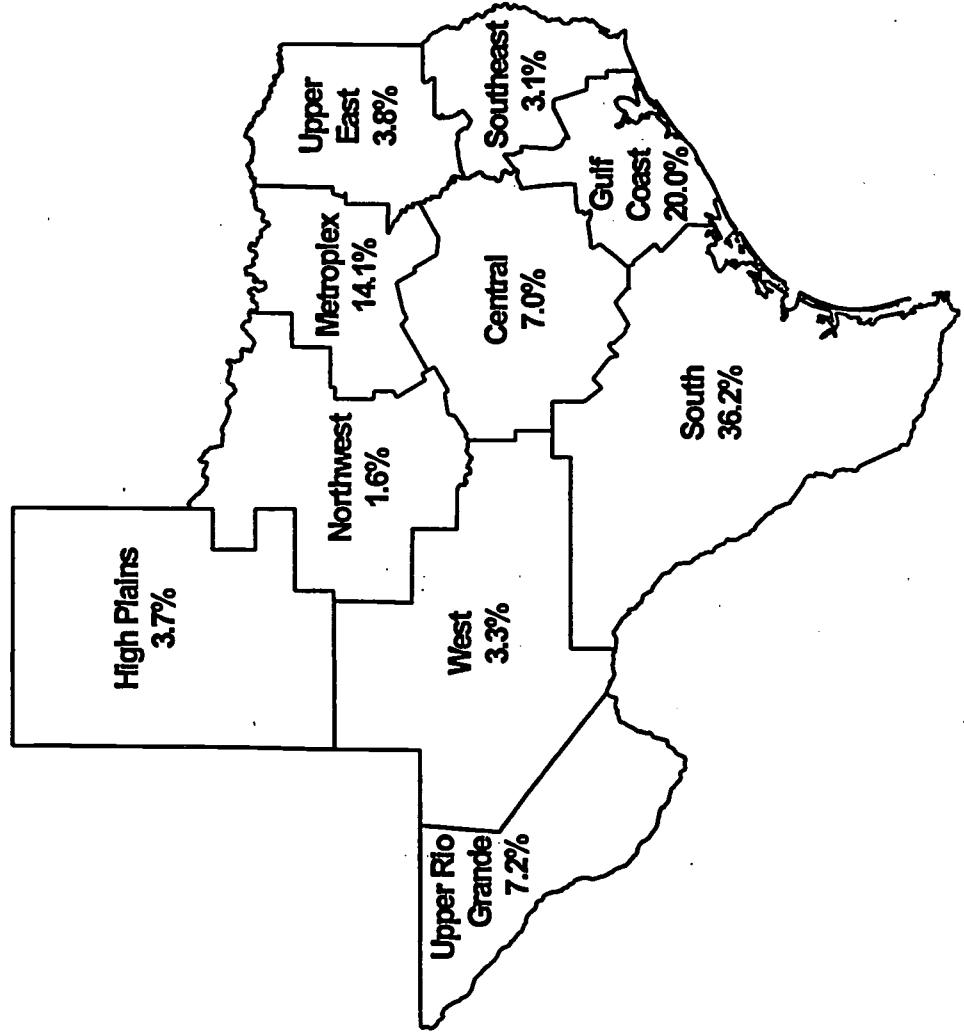 High Plains
3.7%
Northwest
1.6%
Metroplex
14.1%
Upper
East
3.8%
Southeast
3.1%
Gulf
Coast
20.0%
Central
7.0%
West
3.3%
Upper Rio
Grande
7.2%
South
36.2%